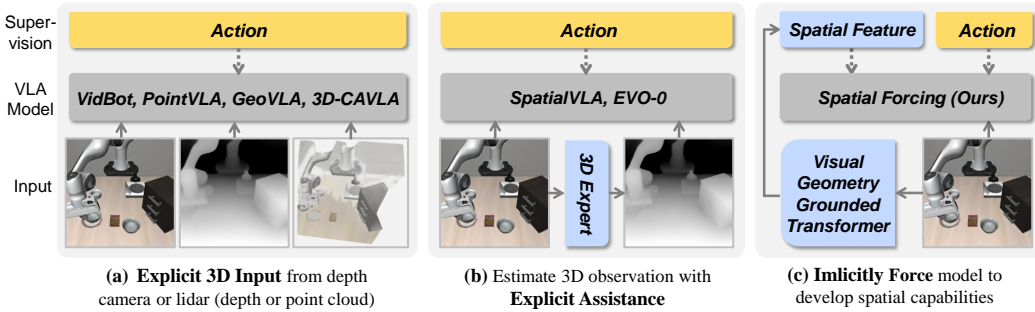 Super-
vision
VLA
Model
Input
Action
VidBot, PointVLA, GeoVLA, 3D-CAVLA
(a) Explicit 3D Input from depth
camera or lidar (depth or point cloud)
Action
SpatialVLA, EVO-0
3D Expert
(b) Estimate 3D observation with
Explicit Assistance
Spatial Feature
Action
Spatial Forcing (Ours)
Visual
Geometry
Grounded
Transformer
(c) Imlicitly Force model to
develop spatial capabilities